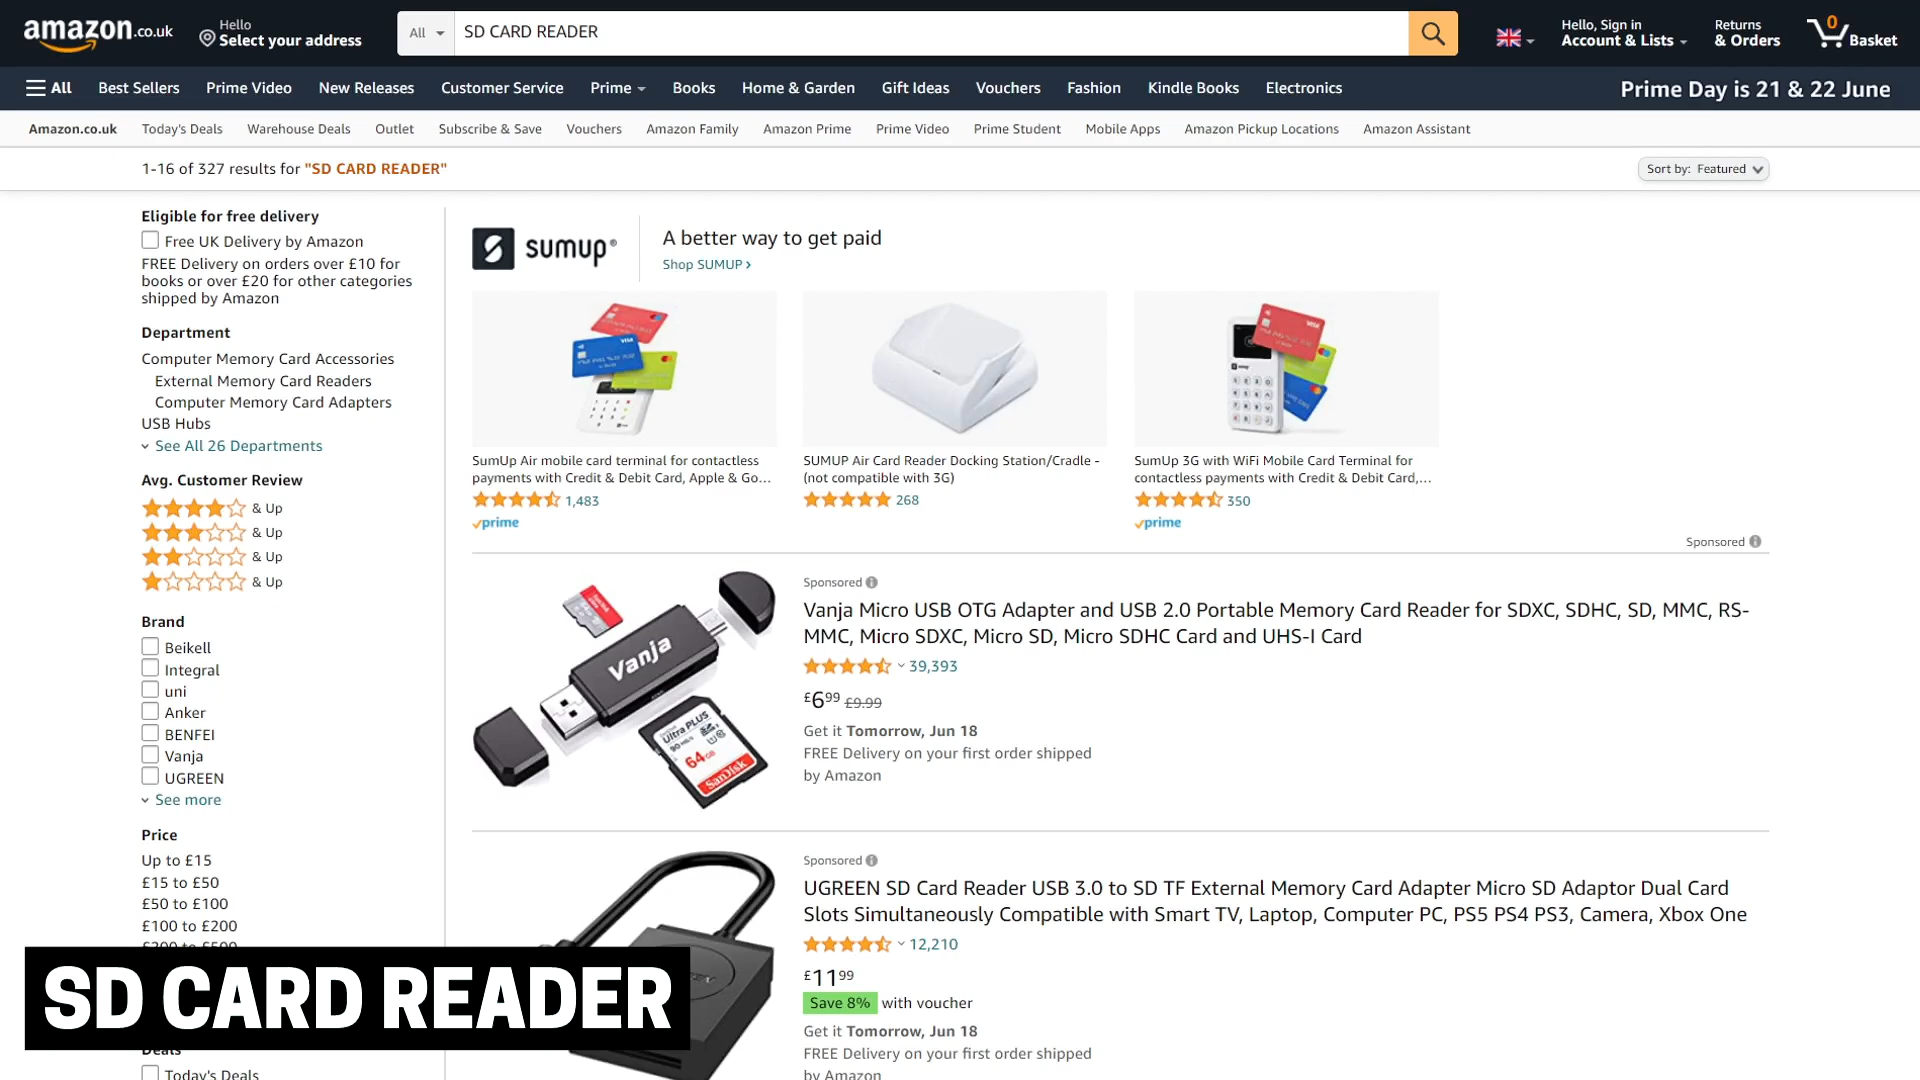 amazon.co.uk
Hello
Select your address
All
SD CARD READER
Hello, Sign in
Account & Lists
Returns
& Orders
0
Basket
All
Best Sellers
Prime Video
New Releases
Customer Service
Prime
Books
Home & Garden
Gift Ideas
Vouchers
Fashion
Kindle Books
Electronics
Prime Day is 21 & 22 June
Amazon.co.uk
Today's Deals
Warehouse Deals
Outlet
Subscribe & Save
Vouchers
Amazon Family
Amazon Prime
Prime Video
Prime Student
Mobile Apps
Amazon Pickup Locations
Amazon Assistant
1-16 of 327 results for "SD CARD READER"
Sort by: Featured
Eligible for free delivery
Free UK Delivery by Amazon
FREE Delivery on orders over £10 for
books or over £20 for other categories
shipped by Amazon
Department
Computer Memory Card Accessories
External Memory Card Readers
Computer Memory Card Adapters
USB Hubs
See All 26 Departments
Avg. Customer Review
& Up
& Up
& Up
& Up
Brand
Beikell
Integral
uni
Anker
BENFEI
Vanja
UGREEN
See more
Price
Up to £15
£15 to £50
£50 to £100
£100 to £200
£200 to £500
Deals
Today's Deals
sumup®
A better way to get paid
Shop SUMUP ›
VISA
SumUp Air mobile card terminal for contactless
payments with Credit & Debit Card, Apple & Go...
1,483
prime
SUMUP Air Card Reader Docking Station/Cradle -
(not compatible with 3G)
268
VISA
SumUp 3G with WiFi Mobile Card Terminal for
contactless payments with Credit & Debit Card,...
350
prime
Sponsored
Vanja
Ultra PLUS
90 MB/s
64 GB
SanDisk
Sponsored
Vanja Micro USB OTG Adapter and USB 2.0 Portable Memory Card Reader for SDXC, SDHC, SD, MMC, RS-
MMC, Micro SDXC, Micro SD, Micro SDHC Card and UHS-I Card
39,393
£6.99 £9.99
Get it Tomorrow, Jun 18
FREE Delivery on your first order shipped
by Amazon
Sponsored
UGREEN SD Card Reader USB 3.0 to SD TF External Memory Card Adapter Micro SD Adaptor Dual Card
Slots Simultaneously Compatible with Smart TV, Laptop, Computer PC, PS5 PS4 PS3, Camera, Xbox One
12,210
£11.99
Save 8% with voucher
Get it Tomorrow, Jun 18
FREE Delivery on your first order shipped
by Amazon
SD CARD READER